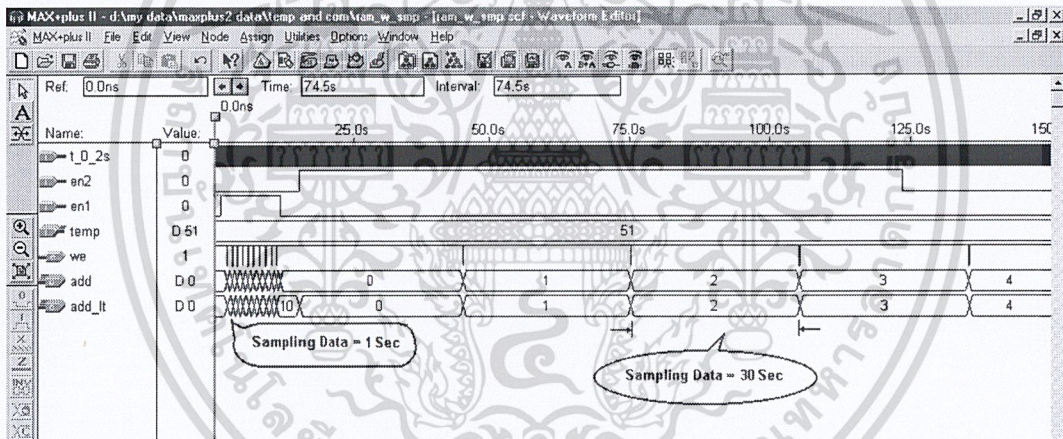 MAX+plus II - d:\my data\maxplus2 data\temp and com\ram_w_smp - [ram_w_smp.scf - Waveform Editor]
MAX+plus II File Edit View Node Assign Utilities Options Window Help
Ref: 0.0ns Time: 74.5s Interval: 74.5s
0.0ns
Name: Value: 25.0s 50.0s 75.0s 100.0s 125.0s 150
t_0_2s 0
en2 0
en1 0
temp D 51 51
we 1
add D 0 0 1 2 3 4
add_lt D 0 10 0 1 2 3 4
Sampling Data = 1 Sec
Sampling Data = 30 Sec